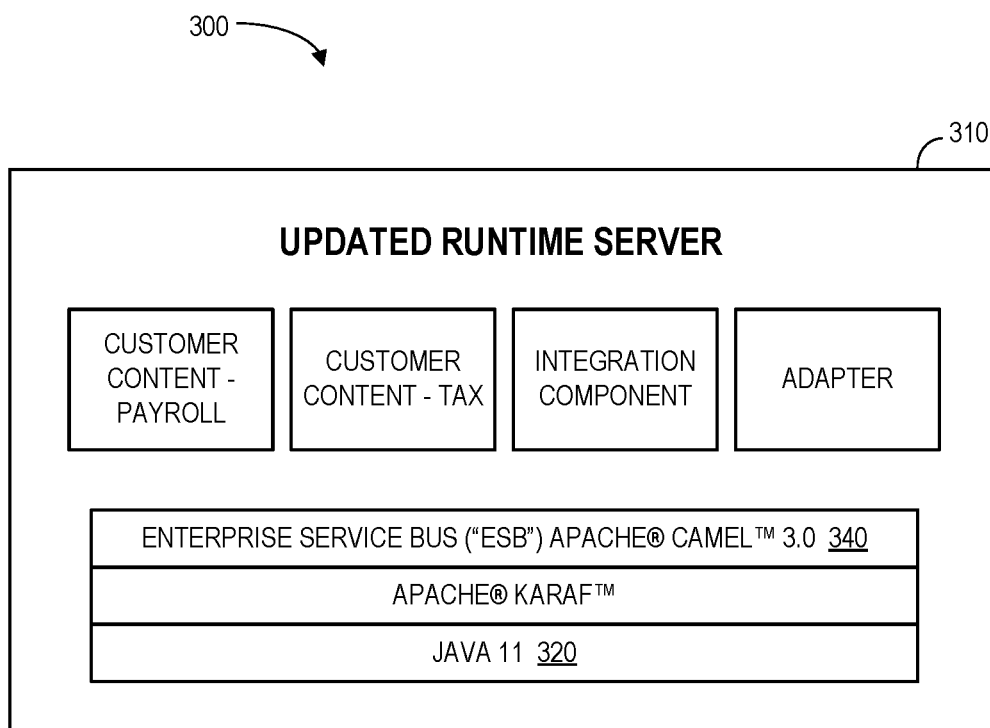 300
310
UPDATED RUNTIME SERVER
CUSTOMER
CONTENT -
PAYROLL
CUSTOMER
CONTENT - TAX
INTEGRATION
COMPONENT
ADAPTER
ENTERPRISE SERVICE BUS (“ESB”) APACHE® CAMEL™ 3.0 340
APACHE® KARAF™
JAVA 11 320